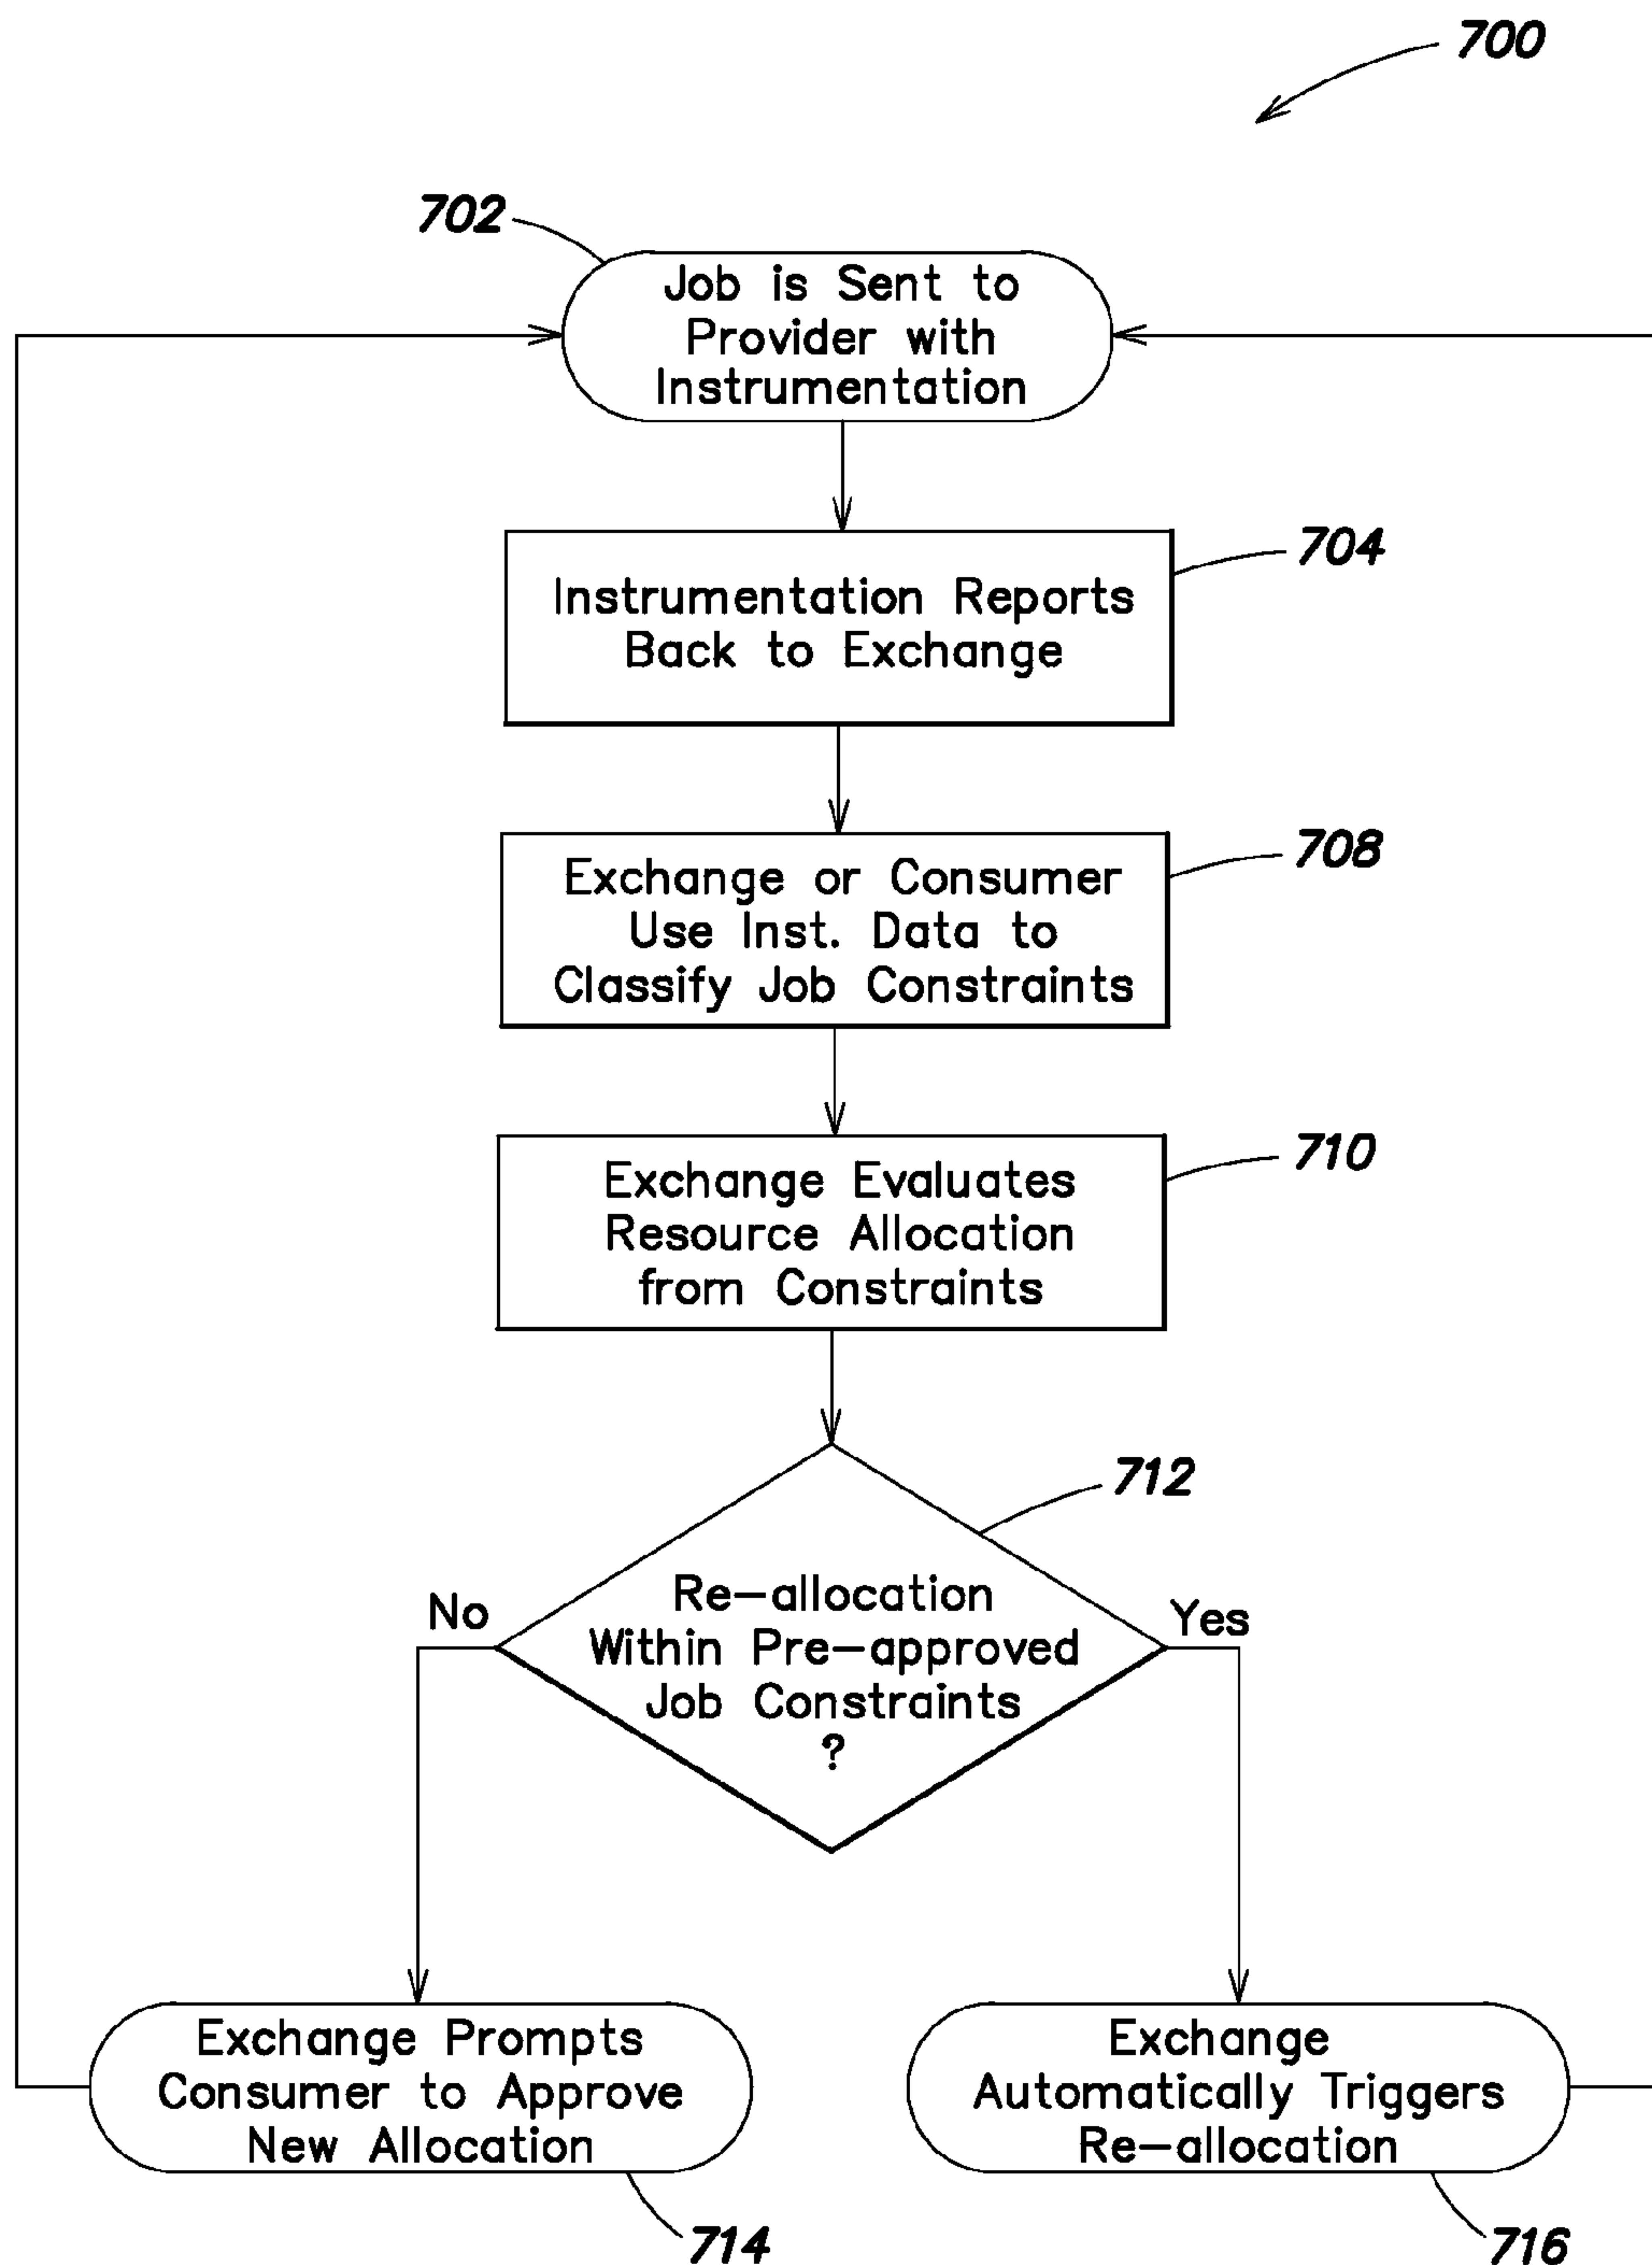 700
702
Job is Sent to
Provider with
Instrumentation
704
Instrumentation Reports
Back to Exchange
708
Exchange or Consumer
Use Inst. Data to
Classify Job Constraints
710
Exchange Evaluates
Resource Allocation
from Constraints
712
Re-allocation
Within Pre-approved
Job Constraints
?
No
Yes
Exchange Prompts
Consumer to Approve
New Allocation
714
Exchange
Automatically Triggers
Re-allocation
716